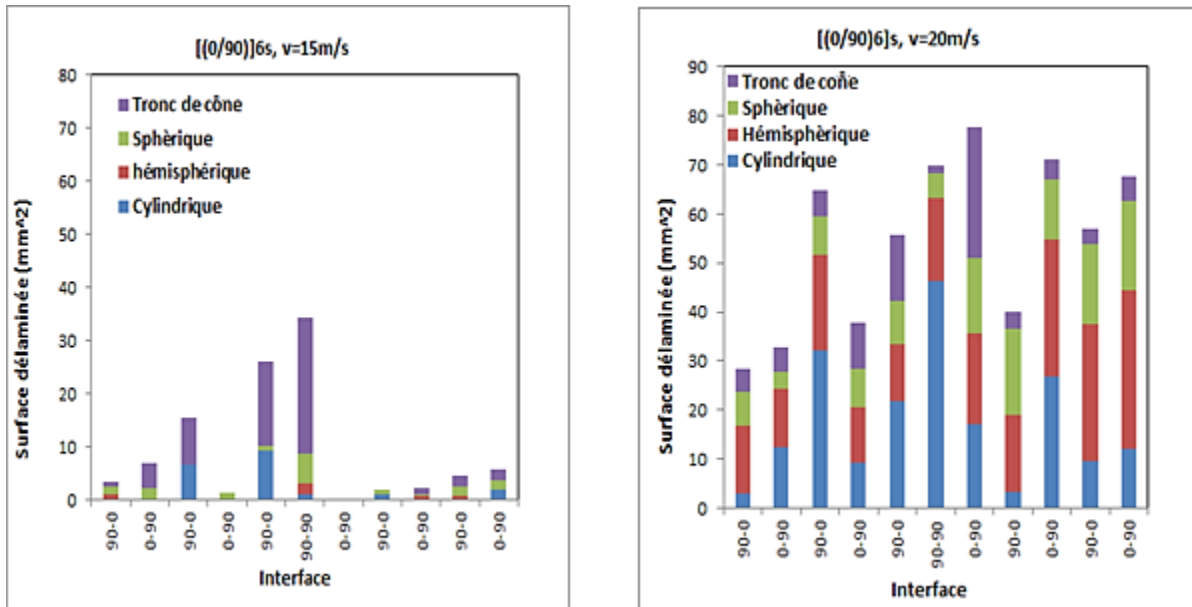 [(0/90)]6s, v=15m/s
80
70
60
50
40
30
20
10
0
Surface délaminée (mm^2)
Tronc de cône
Sphèrique
hémisphérique
Cylindrique
90-0
0-90
90-0
0-90
90-0
90-90
0-90
90-0
0-90
90-0
0-90
Interface
[(0/90)6]s, v=20m/s
90
80
70
60
50
40
30
20
10
0
Surface délaminée (mm^2)
Tronc de coñe
Sphèrique
Hémisphèrique
Cylindrique
90-0
0-90
90-0
0-90
90-0
90-90
0-90
90-0
0-90
90-0
0-90
Interface